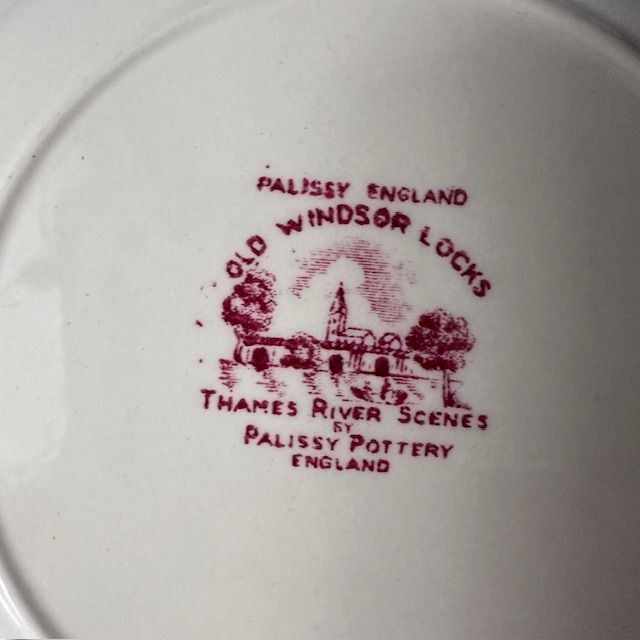 PALISSY ENGLAND
OLD WINDSOR LOCKS
THAMES RIVER SCENES
BY
PALISSY POTTERY
ENGLAND